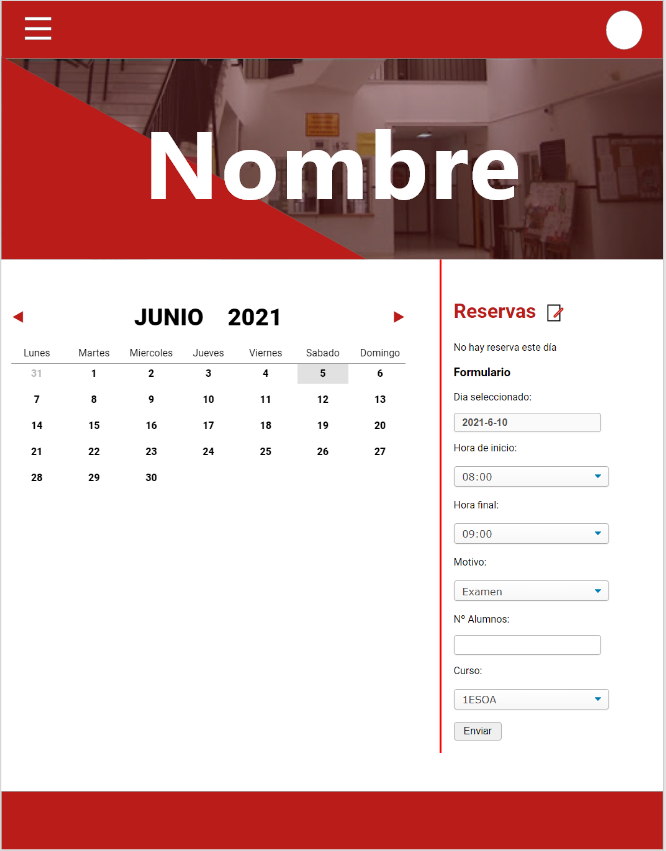 Nombre
JUNIO 2021
Lunes Martes Miercoles Jueves Viernes Sabado Domingo
31 1 2 3 4 5 6
7 8 9 10 11 12 13
14 15 16 17 18 19 20
21 22 23 24 25 26 27
28 29 30
Reservas
No hay reserva este día
Formulario
Dia seleccionado:
2021-6-10
Hora de inicio:
08:00
Hora final:
09:00
Motivo:
Examen
Nº Alumnos:
Curso:
1ESOA
Enviar